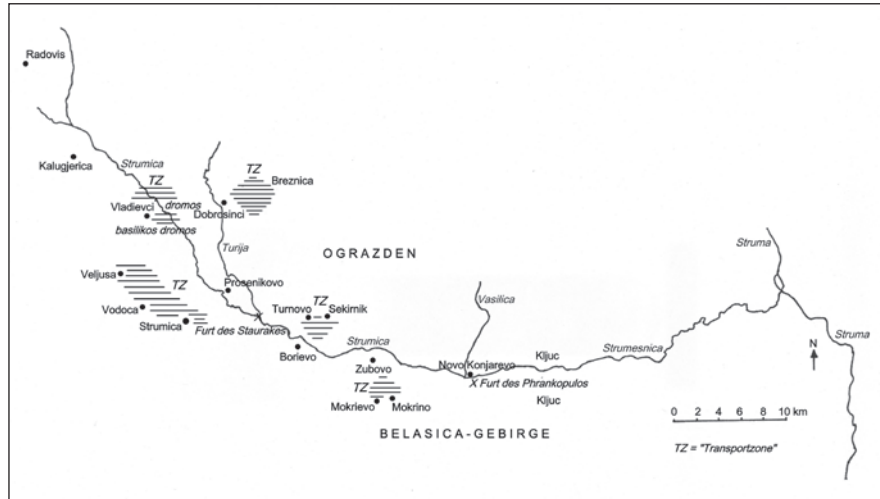 Radovis
Kalugjerica
Strumica
TZ
TZ
Breznica
Vladievci
dromos
Dobrosinci
basilikos dromos
Turija
OGRAZDEN
Struma
Veljusa
TZ
Prosenikovo
Vasilica
Vodoca
TZ
Turnovo
Sekirnik
Struma
Strumica
Furt des Staurakes
Borievo
Strumica
Kljuc
Strumesnica
N
Zubovo
Novo Konjarevo
X Furt des Phrankopulos
TZ
Kljuc
Mokrievo
Mokrino
0 2 4 6 8 10 km
BELASICA-GEBIRGE
TZ = "Transportzone"